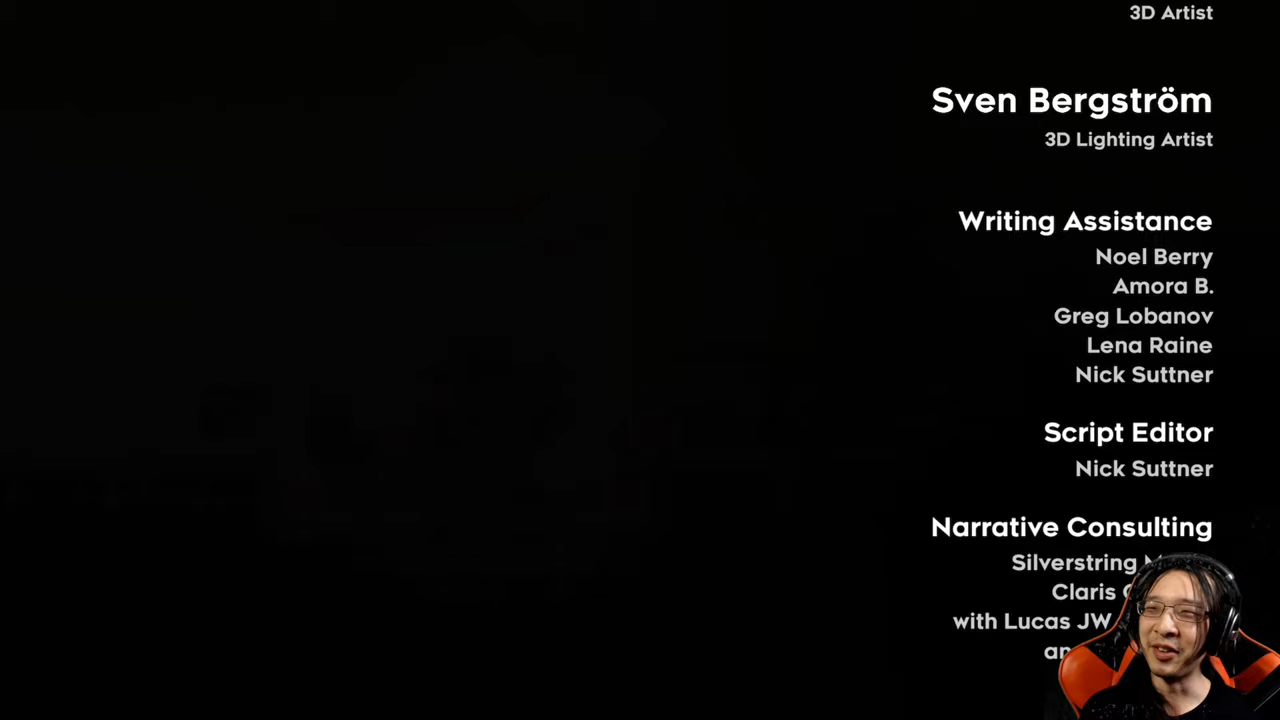 3D Artist
Sven Bergström
3D Lighting Artist
Writing Assistance
Noel Berry
Amora B.
Greg Lobanov
Lena Raine
Nick Suttner
Script Editor
Nick Suttner
Narrative Consulting
Silverstring
Claris
with Lucas JW